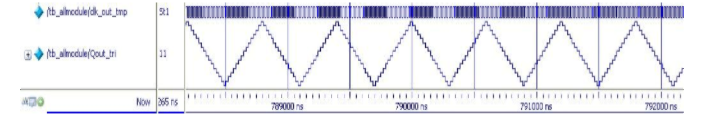 /tb_allmodule/clk_out_tmp St1
/tb_allmodule/Qout_tri 11
Now 265 ns 789000 ns 790000 ns 791000 ns 792000 ns